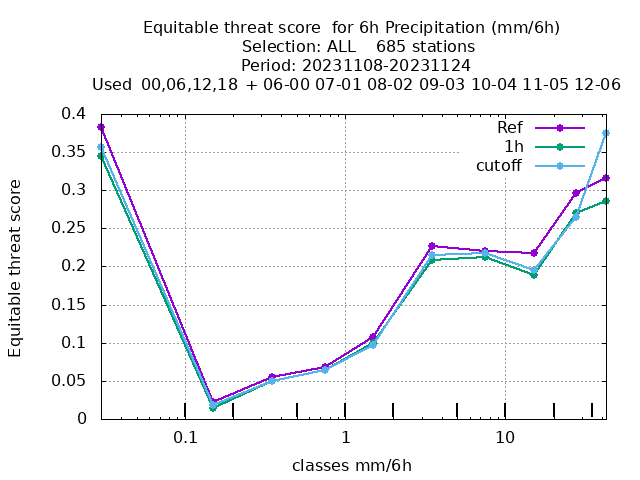 Equitable threat score  for 6h Precipitation (mm/6h)
Selection: ALL    685 stations
Period: 20231108-20231124
Used  00,06,12,18  + 06-00 07-01 08-02 09-03 10-04 11-05 12-06
Ref
1h
cutoff
0.4
0.35
0.3
0.25
0.2
0.15
0.1
0.05
0
Equitable threat score
0.1
1
10
classes mm/6h